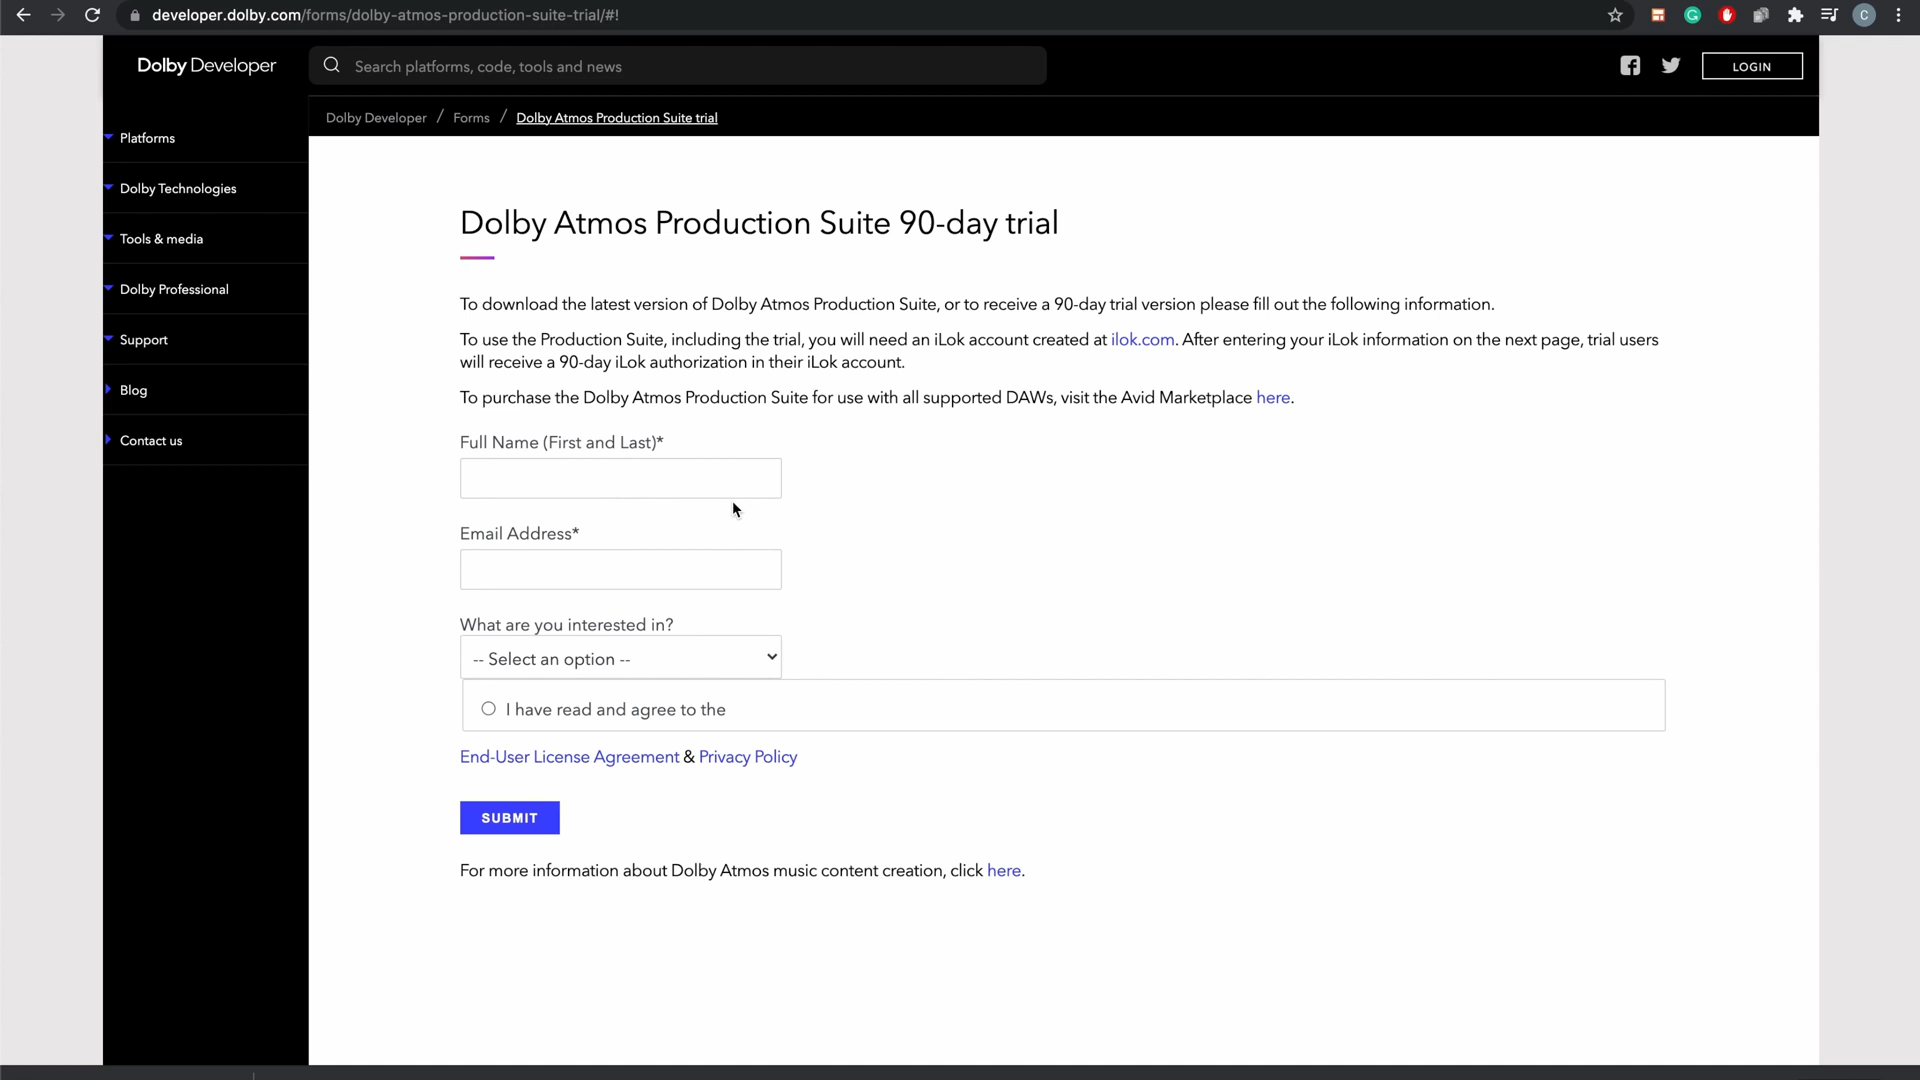 developer.dolby.com/forms/dolby-atmos-production-suite-trial/#!
Dolby Developer
Search platforms, code, tools and news
LOGIN
Dolby Developer / Forms / Dolby Atmos Production Suite trial
Platforms
Dolby Technologies
Tools & media
Dolby Professional
Support
Blog
Contact us
Dolby Atmos Production Suite 90-day trial
To download the latest version of Dolby Atmos Production Suite, or to receive a 90-day trial version please fill out the following information.
To use the Production Suite, including the trial, you will need an iLok account created at ilok.com. After entering your iLok information on the next page, trial users
will receive a 90-day iLok authorization in their iLok account.
To purchase the Dolby Atmos Production Suite for use with all supported DAWs, visit the Avid Marketplace here.
Full Name (First and Last)*
Email Address*
What are you interested in?
-- Select an option --
I have read and agree to the
End-User License Agreement & Privacy Policy
SUBMIT
For more information about Dolby Atmos music content creation, click here.